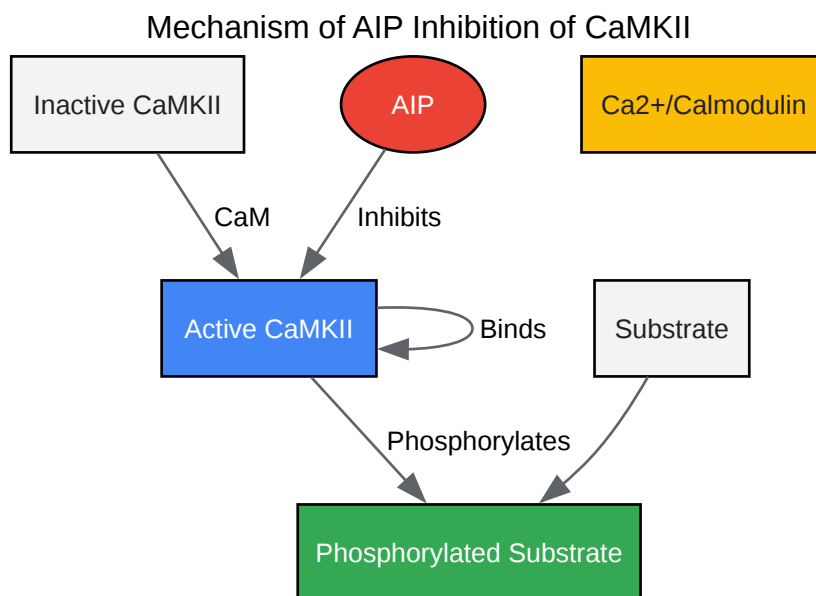 Mechanism of AIP Inhibition of CaMKII
Inactive CaMKII
AIP
Ca2+/Calmodulin
CaM
Inhibits
Active CaMKII
Binds
Substrate
Phosphorylates
Phosphorylated Substrate